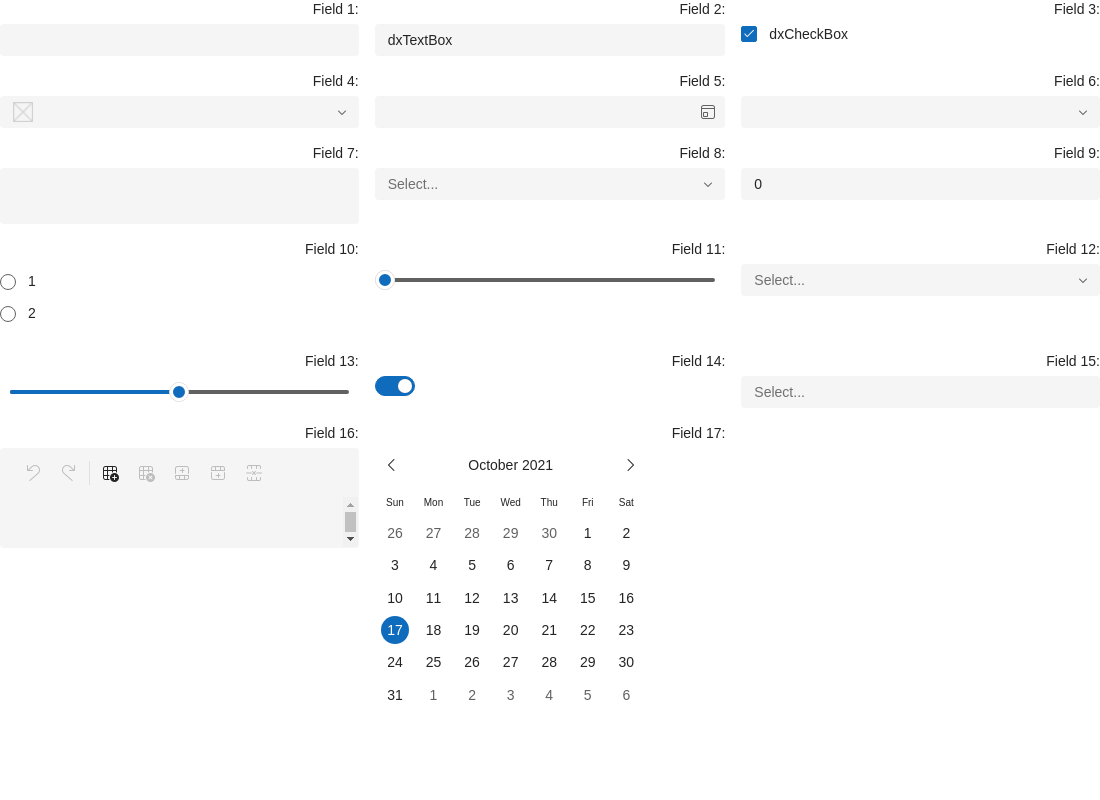 Field 1:
Field 2:
dxTextBox
Field 3:
dxCheckBox
Field 4:
Field 5:
Field 6:
Field 7:
Field 8:
Select...
Field 9:
0
Field 10:
1
2
Field 11:
Field 12:
Select...
Field 13:
Field 14:
Field 15:
Select...
Field 16:
Field 17:
October 2021
Sun Mon Tue Wed Thu Fri Sat
26 27 28 29 30 1 2
3 4 5 6 7 8 9
10 11 12 13 14 15 16
17 18 19 20 21 22 23
24 25 26 27 28 29 30
31 1 2 3 4 5 6